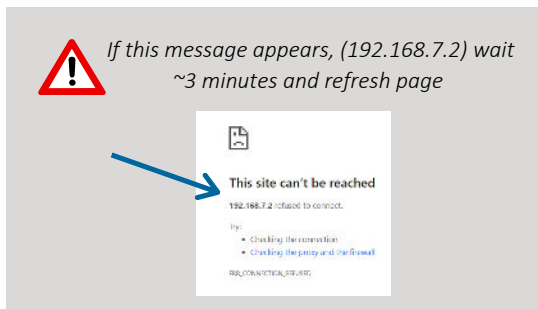 If this message appears, (192.168.7.2) wait
~3 minutes and refresh page
This site can't be reached
192.168.7.2 refused to connect.
Try:
• Checking the connection
• Checking the proxy and the firewall
ERR_CONNECTION_REFUSED